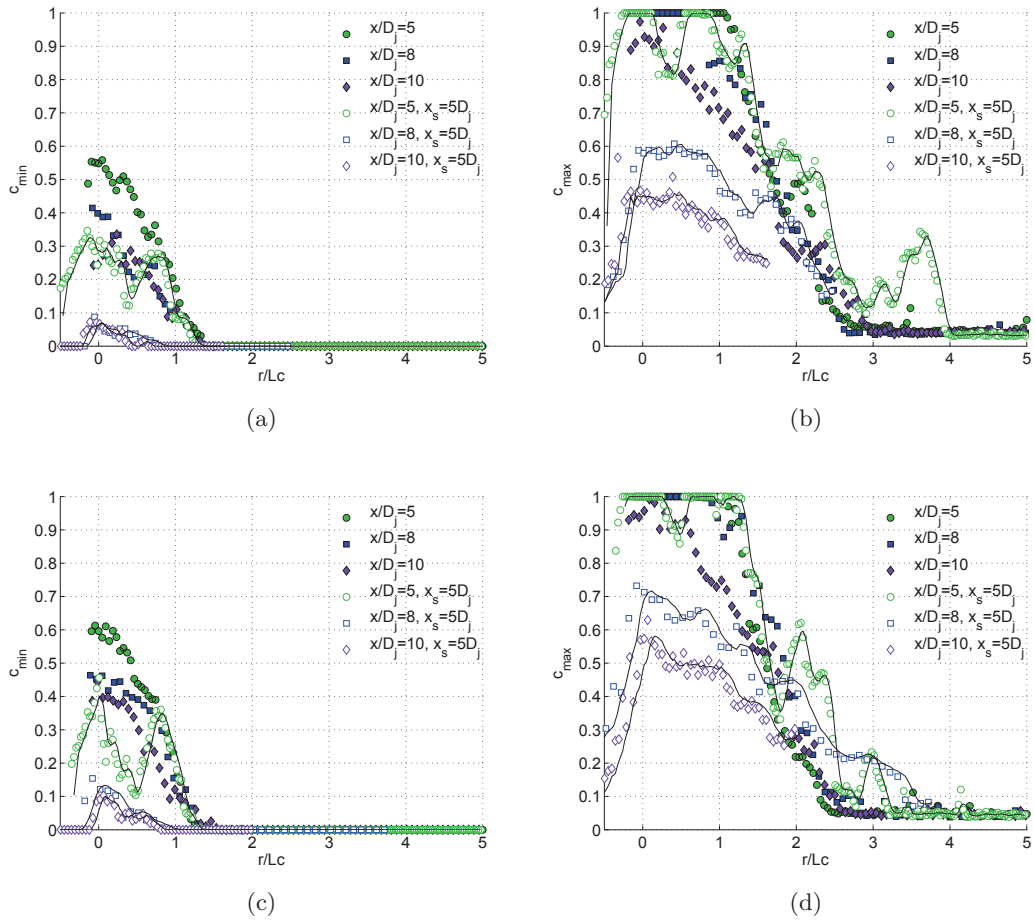 1
0.9
0.8
0.7
0.6
0.5
0.4
0.3
0.2
0.1
0
c_min
0 1 2 3 4 5
r/Lc
x/D_j=5
x/D_j=8
x/D_j=10
x/D_j=5, x_s=5D_j
x/D_j=8, x_s=5D_j
x/D_j=10, x_s=5D_j
(a)
1
0.9
0.8
0.7
0.6
0.5
0.4
0.3
0.2
0.1
0
c_max
0 1 2 3 4 5
r/Lc
x/D_j=5
x/D_j=8
x/D_j=10
x/D_j=5, x_s=5D_j
x/D_j=8, x_s=5D_j
x/D_j=10, x_s=5D_j
(b)
1
0.9
0.8
0.7
0.6
0.5
0.4
0.3
0.2
0.1
0
c_min
0 1 2 3 4 5
r/Lc
x/D_j=5
x/D_j=8
x/D_j=10
x/D_j=5, x_s=5D_j
x/D_j=8, x_s=5D_j
x/D_j=10, x_s=5D_j
(c)
1
0.9
0.8
0.7
0.6
0.5
0.4
0.3
0.2
0.1
0
c_max
0 1 2 3 4 5
r/Lc
x/D_j=5
x/D_j=8
x/D_j=10
x/D_j=5, x_s=5D_j
x/D_j=8, x_s=5D_j
x/D_j=10, x_s=5D_j
(d)